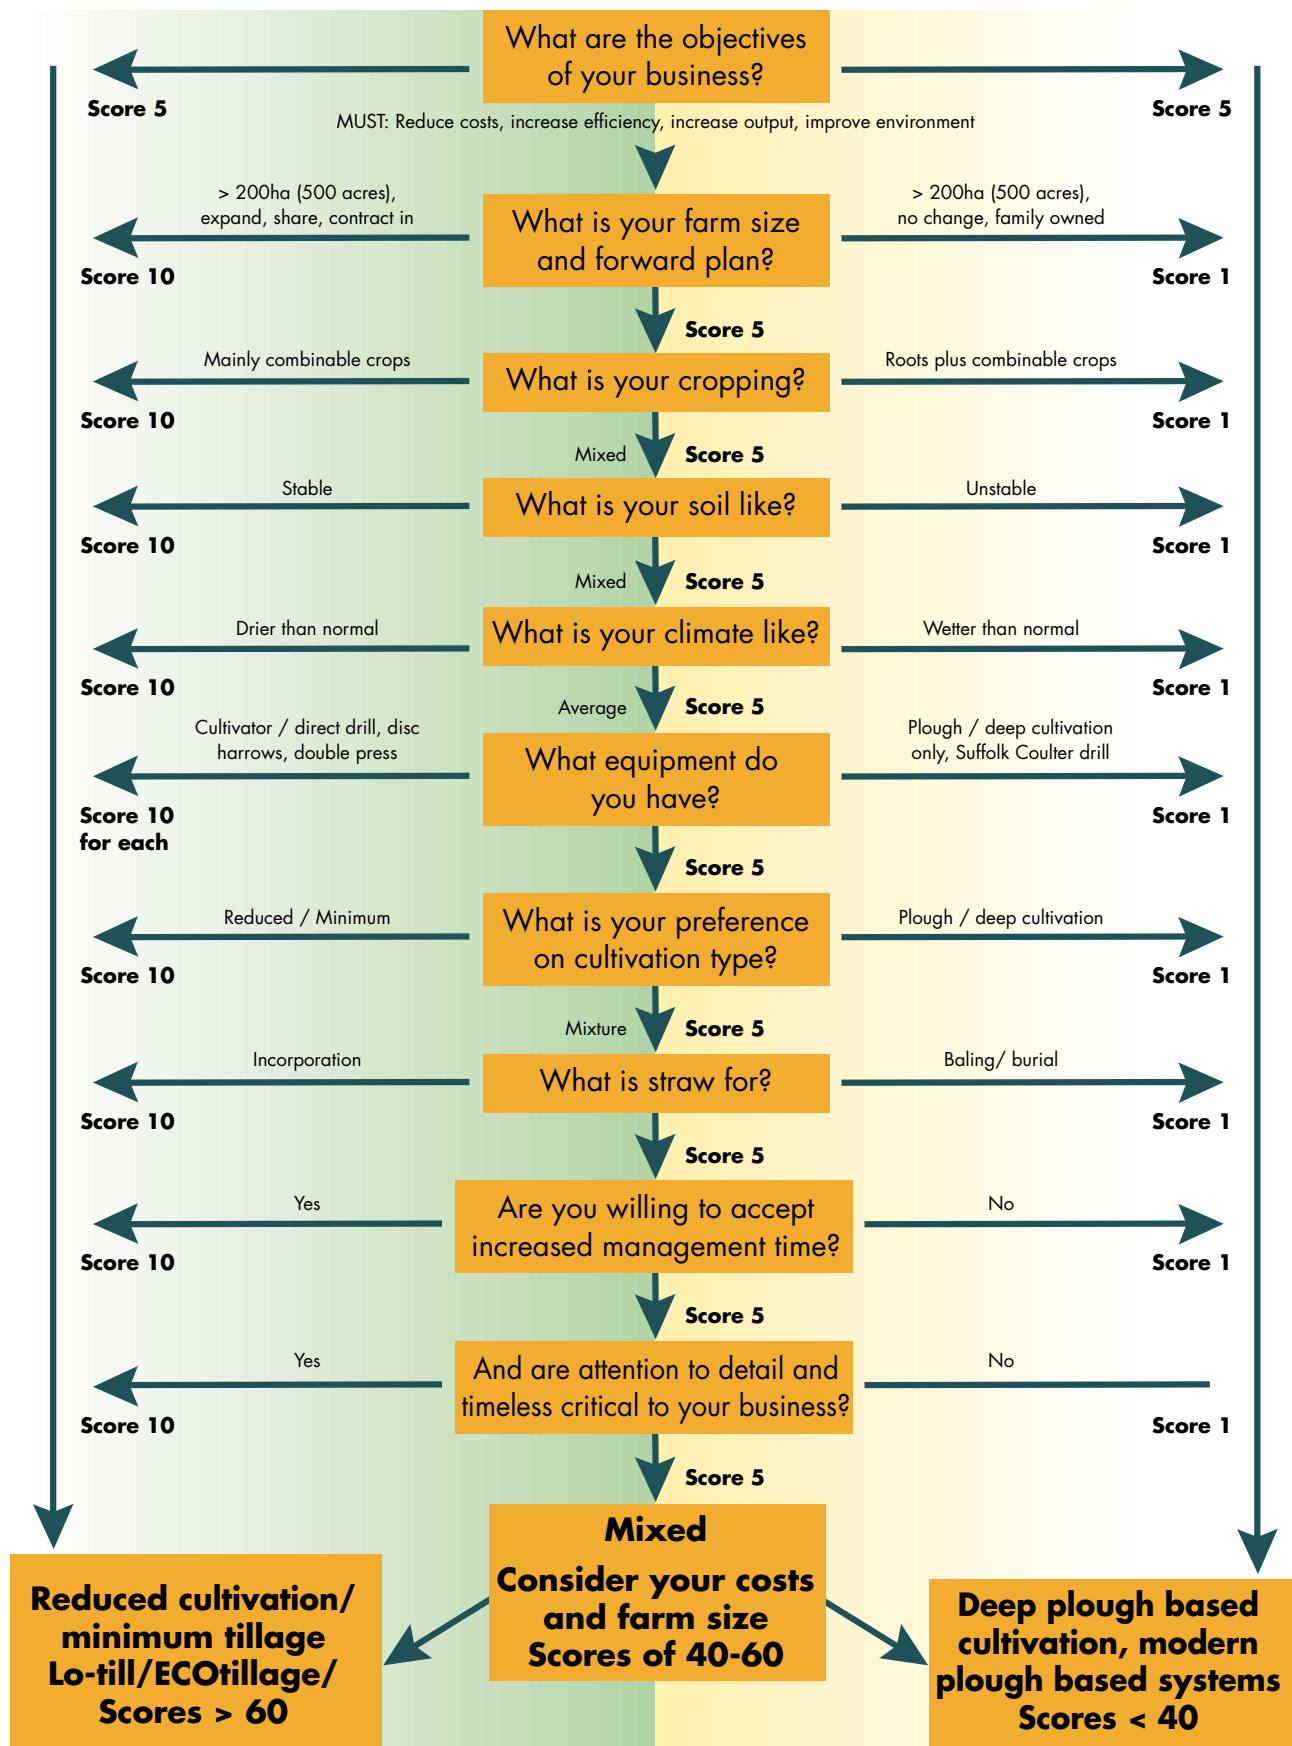 What are the objectives
of your business?
Score 5
Score 5
MUST: Reduce costs, increase efficiency, increase output, improve environment
> 200ha (500 acres),
expand, share, contract in
What is your farm size
and forward plan?
> 200ha (500 acres),
no change, family owned
Score 10
Score 1
Score 5
Mainly combinable crops
What is your cropping?
Roots plus combinable crops
Score 10
Score 1
Mixed
Score 5
Stable
What is your soil like?
Unstable
Score 10
Score 1
Mixed
Score 5
Drier than normal
What is your climate like?
Wetter than normal
Score 10
Score 1
Average
Score 5
Cultivator / direct drill, disc
harrows, double press
What equipment do
you have?
Plough / deep cultivation
only, Suffolk Coulter drill
Score 10
for each
Score 1
Score 5
Reduced / Minimum
What is your preference
on cultivation type?
Plough / deep cultivation
Score 10
Score 1
Mixture
Score 5
Incorporation
What is straw for?
Baling/ burial
Score 10
Score 1
Score 5
Yes
Are you willing to accept
increased management time?
No
Score 10
Score 1
Score 5
Yes
And are attention to detail and
timeless critical to your business?
No
Score 10
Score 1
Score 5
Mixed
Consider your costs
and farm size
Scores of 40-60
Reduced cultivation/
minimum tillage
Lo-till/ECOtillage/
Scores > 60
Deep plough based
cultivation, modern
plough based systems
Scores < 40